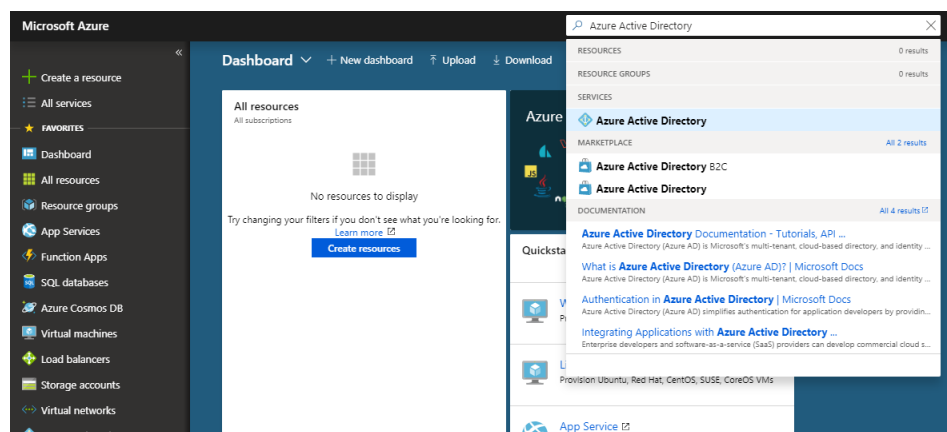 Microsoft Azure
Azure Active Directory
«
Create a resource
All services
FAVORITES
Dashboard
All resources
Resource groups
App Services
Function Apps
SQL databases
Azure Cosmos DB
Virtual machines
Load balancers
Storage accounts
Virtual networks
Dashboard
+ New dashboard
Upload
Download
All resources
All subscriptions
No resources to display
Try changing your filters if you don't see what you're looking for.
Learn more
Create resources
Azure
JS
Quicksta
Provision Ubuntu, Red Hat, CentOS, SUSE, CoreOS VMs
App Service
RESOURCES 0 results
RESOURCE GROUPS 0 results
SERVICES
Azure Active Directory
MARKETPLACE All 2 results
Azure Active Directory B2C
Azure Active Directory
DOCUMENTATION All 4 results
Azure Active Directory Documentation - Tutorials, API ...
Azure Active Directory (Azure AD) is Microsoft's multi-tenant, cloud-based directory, and identity ...
What is Azure Active Directory (Azure AD)? | Microsoft Docs
Azure Active Directory (Azure AD) is Microsoft's multi-tenant, cloud-based directory, and identity ...
Authentication in Azure Active Directory | Microsoft Docs
Azure Active Directory (Azure AD) simplifies authentication for application developers by providin...
Integrating Applications with Azure Active Directory ...
Enterprise developers and software-as-a-service (SaaS) providers can develop commercial cloud s...